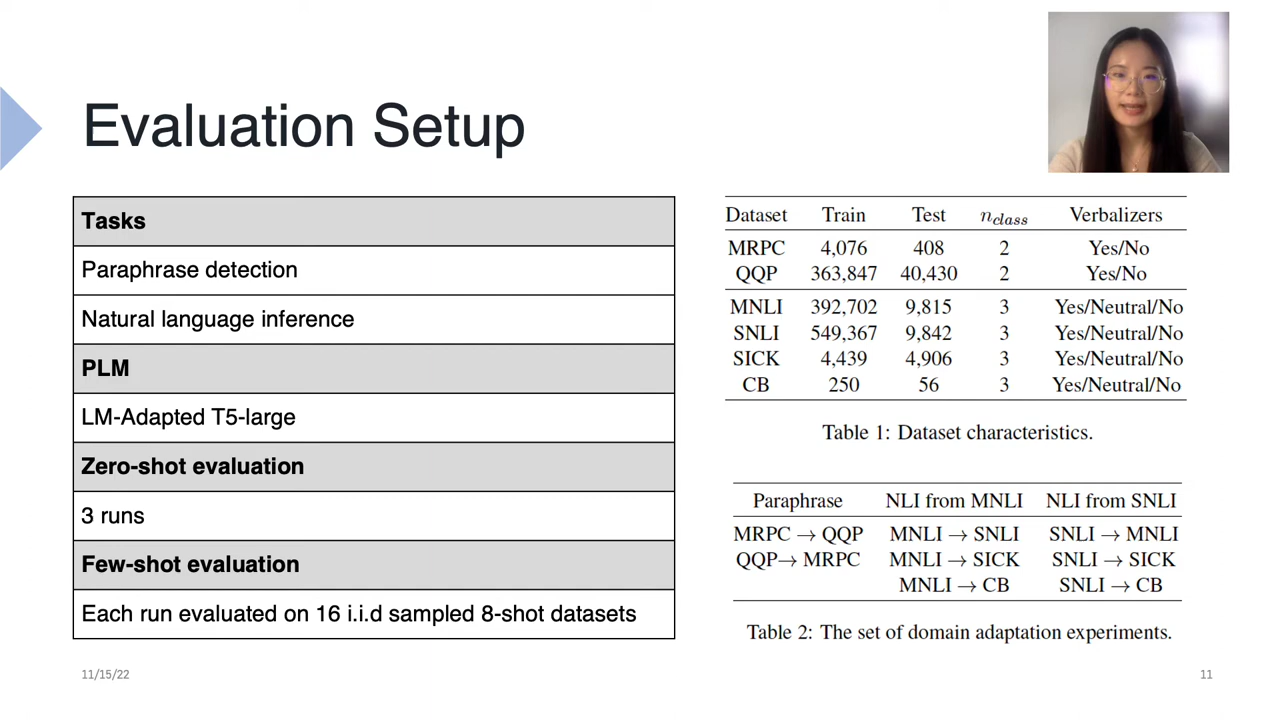 Evaluation Setup
Tasks
Paraphrase detection
Natural language inference
PLM
LM-Adapted T5-large
Zero-shot evaluation
3 runs
Few-shot evaluation
Each run evaluated on 16 i.i.d sampled 8-shot datasets
Dataset Train Test n_class Verbalizers
MRPC 4,076 408 2 Yes/No
QQP 363,847 40,430 2 Yes/No
MNLI 392,702 9,815 3 Yes/Neutral/No
SNLI 549,367 9,842 3 Yes/Neutral/No
SICK 4,439 4,906 3 Yes/Neutral/No
CB 250 56 3 Yes/Neutral/No
Table 1: Dataset characteristics.
Paraphrase NLI from MNLI NLI from SNLI
MRPC → QQP MNLI → SNLI SNLI → MNLI
QQP→ MRPC MNLI → SICK SNLI → SICK
MNLI → CB SNLI → CB
Table 2: The set of domain adaptation experiments.
11/15/22
11